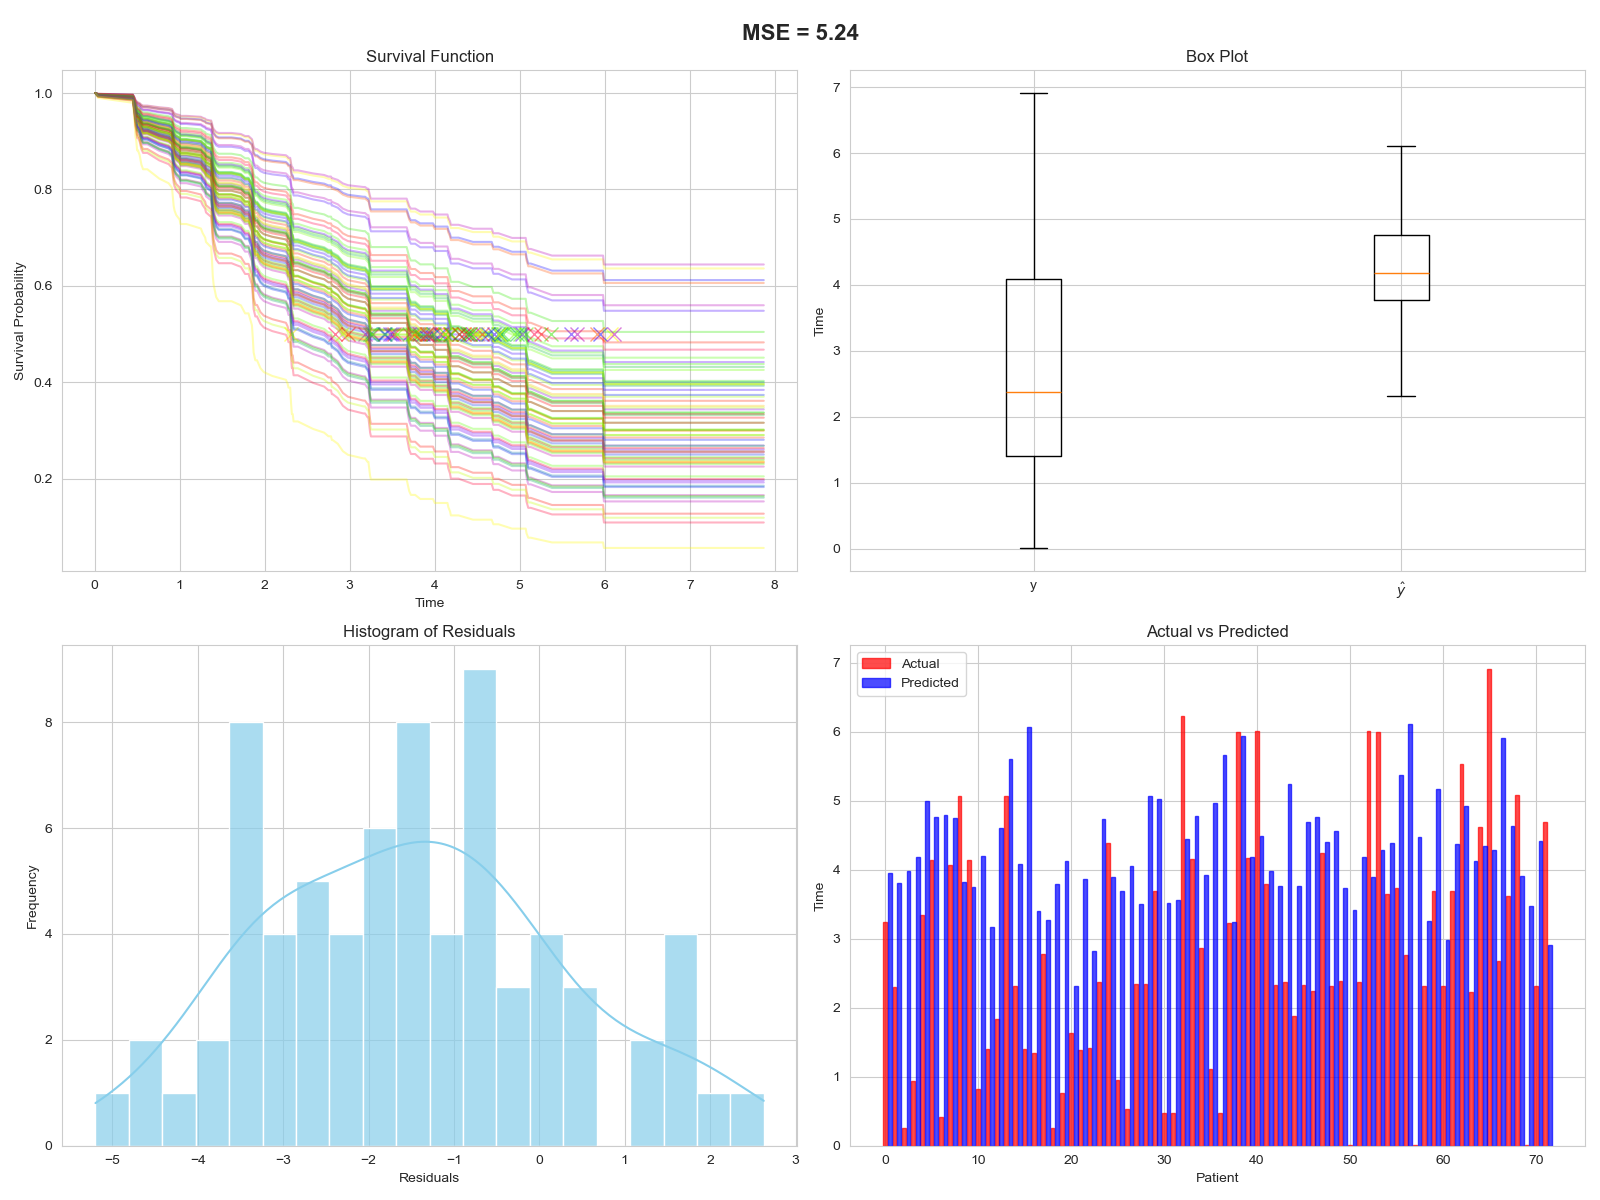 MSE = 5.24
Survival Function
Survival Probability
1.0
0.8
0.6
0.4
0.2
0 1 2 3 4 5 6 7 8
Time
Box Plot
Time
7
6
5
4
3
2
1
0
y ŷ
Histogram of Residuals
Frequency
8
6
4
2
0
−5 −4 −3 −2 −1 0 1 2 3
Residuals
Actual vs Predicted
Actual
Predicted
Time
7
6
5
4
3
2
1
0
0 10 20 30 40 50 60 70
Patient